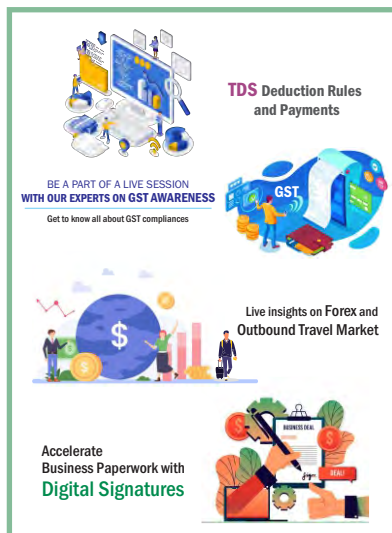 TDS Deduction Rules
and Payments
BE A PART OF A LIVE SESSION
WITH OUR EXPERTS ON GST AWARENESS
Get to know all about GST compliances
GST
$
Live insights on Forex and
Outbound Travel Market
$
$
BUSINESS DEAL
$
$
Sign
DEAL!
Accelerate
Business Paperwork with
Digital Signatures